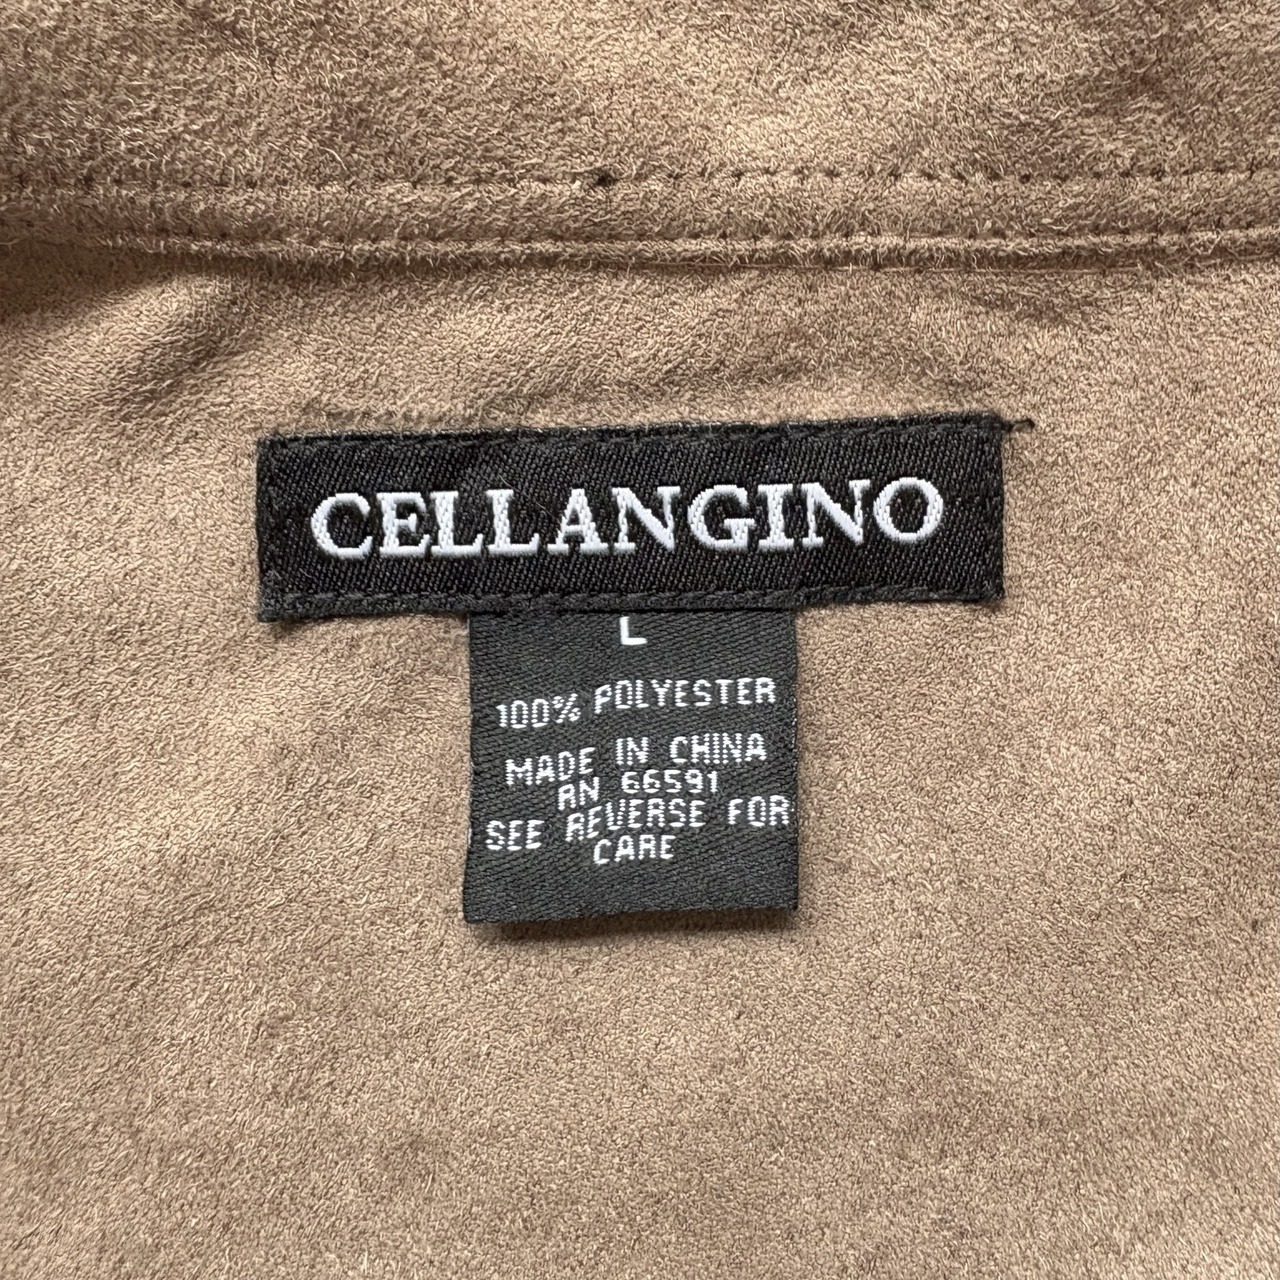 CELLANGINO
L
100% POLYESTER
MADE IN CHINA
RN 66591
SEE REVERSE FOR
CARE